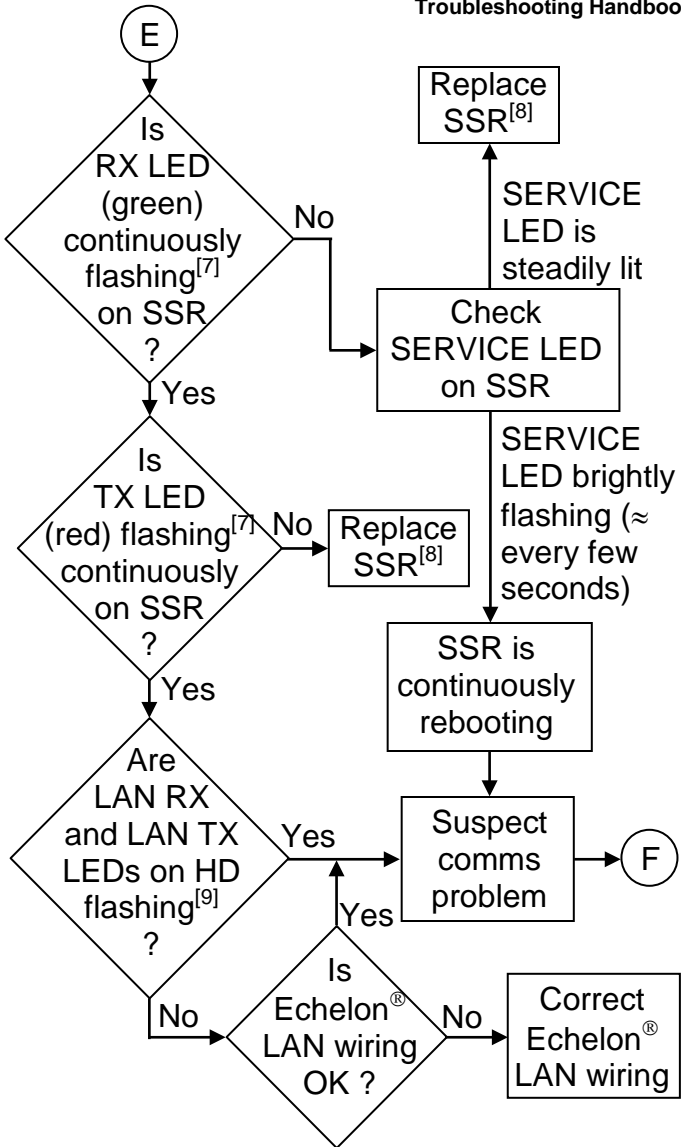 Troubleshooting Handboo
E
Is
RX LED
(green)
continuously
flashing[7]
on SSR
?
No
Yes
Replace
SSR[8]
SERVICE
LED is
steadily lit
Check
SERVICE LED
on SSR
SERVICE
LED brightly
flashing (≈
every few
seconds)
SSR is
continuously
rebooting
Is
TX LED
(red) flashing[7]
continuously
on SSR
?
No
Replace
SSR[8]
Yes
Are
LAN RX
and LAN TX
LEDs on HD
flashing[9]
?
Yes
Suspect
comms
problem
F
No
Is
Echelon®
LAN wiring
OK ?
Yes
No
Correct
Echelon®
LAN wiring